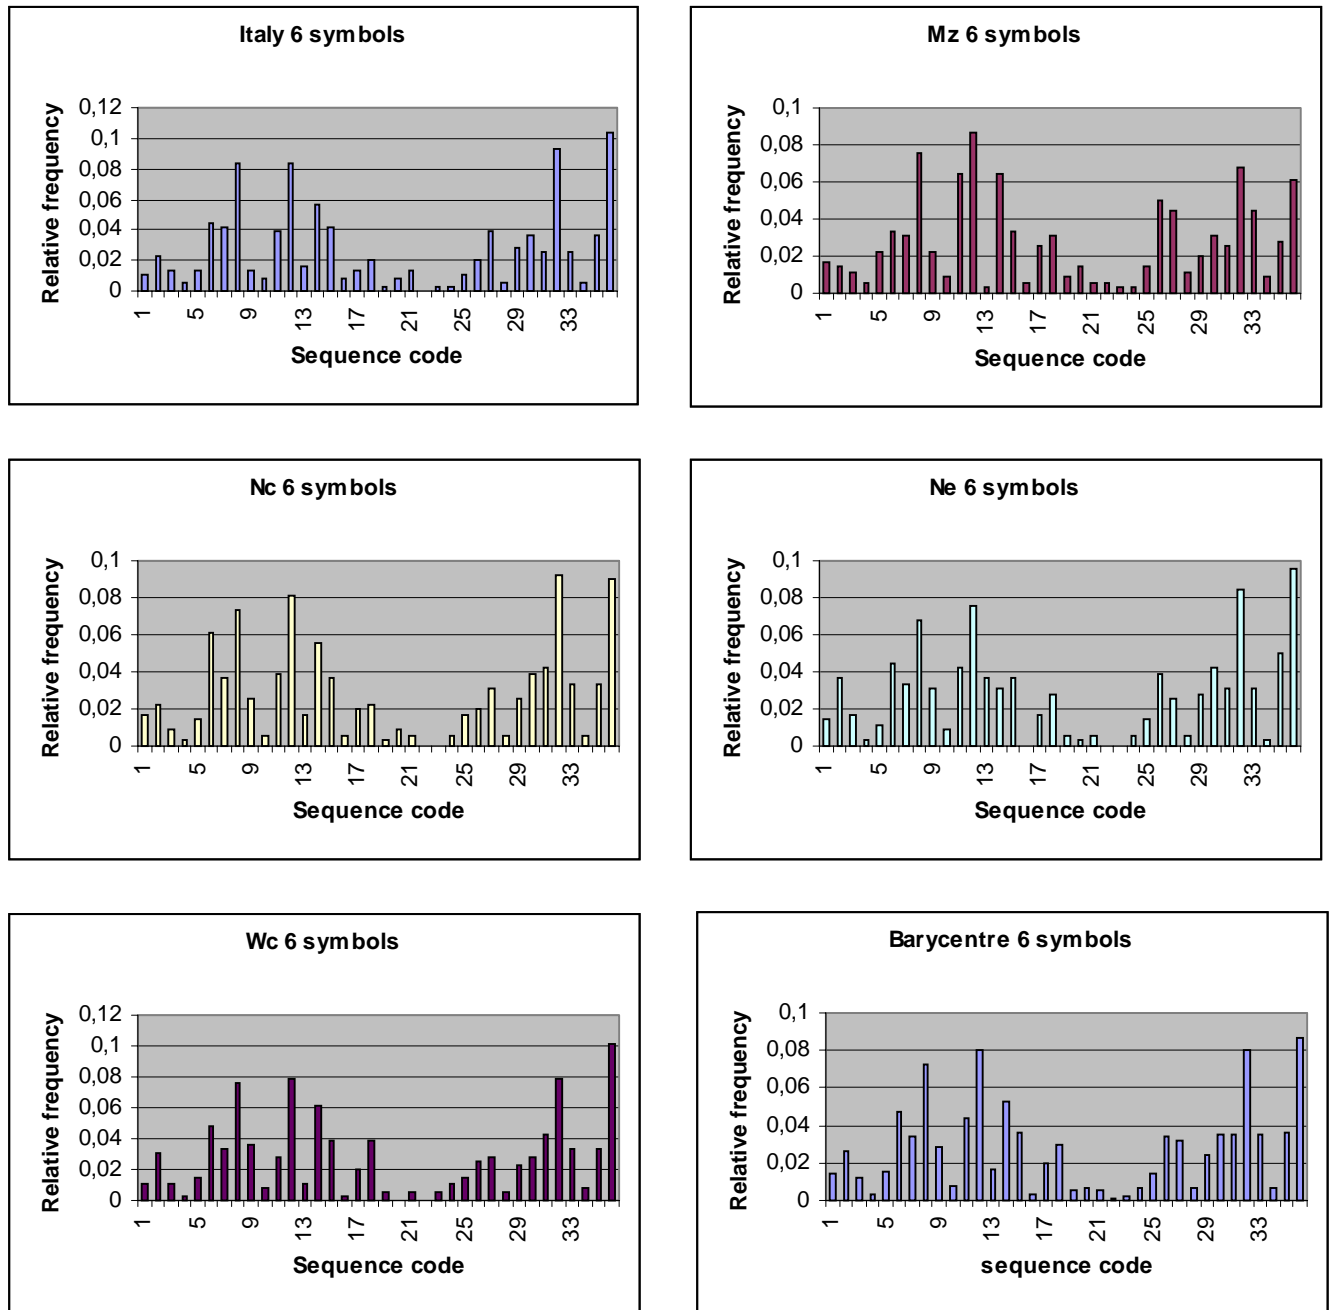 Italy 6 symbols
Relative frequency
0,12
0,1
0,08
0,06
0,04
0,02
0
1 5 9 13 17 21 25 29 33
Sequence code
Mz 6 symbols
Relative frequency
0,1
0,08
0,06
0,04
0,02
0
1 5 9 13 17 21 25 29 33
Sequence code
Nc 6 symbols
Relative frequency
0,1
0,08
0,06
0,04
0,02
0
1 5 9 13 17 21 25 29 33
Sequence code
Ne 6 symbols
Relative frequency
0,1
0,08
0,06
0,04
0,02
0
1 5 9 13 17 21 25 29 33
Sequence code
Wc 6 symbols
Relative frequency
0,12
0,1
0,08
0,06
0,04
0,02
0
1 5 9 13 17 21 25 29 33
Sequence code
Barycentre 6 symbols
Relative frequency
0,1
0,08
0,06
0,04
0,02
0
1 5 9 13 17 21 25 29 33
sequence code